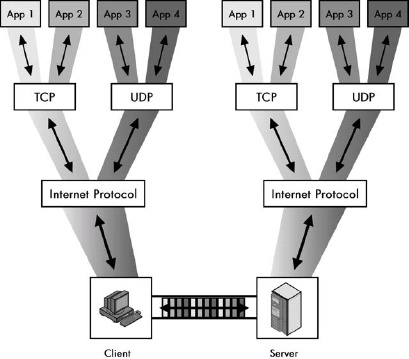 App 1 App 2 App 3 App 4 App 1 App 2 App 3 App 4
TCP UDP TCP UDP
Internet Protocol Internet Protocol
Client Server